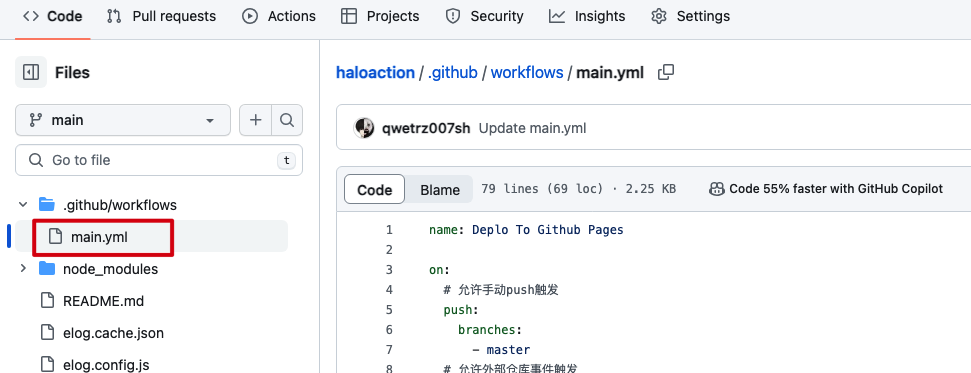 Code Pull requests Actions Projects Security Insights Settings
Files
haloaction / .github / workflows / main.yml
main
qwetrz007sh Update main.yml
Go to file t
Code Blame 79 lines (69 loc) · 2.25 KB Code 55% faster with GitHub Copilot
.github/workflows
main.yml
node_modules
README.md
elog.cache.json
elog.config.js
1 name: Deplo To Github Pages
2
3 on:
4 # 允许手动push触发
5 push:
6 branches:
7 - master
8 # 允许外部仓库事件触发